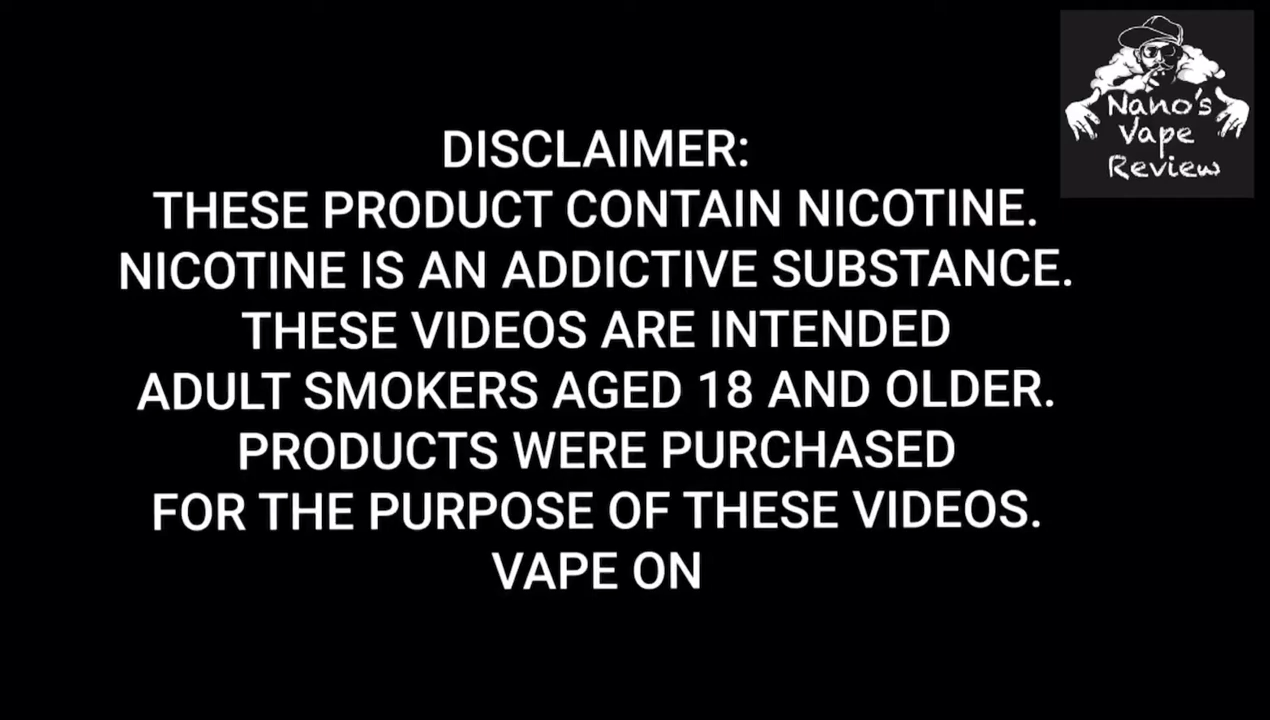 Nano's
Vape
Review
DISCLAIMER:
THESE PRODUCT CONTAIN NICOTINE.
NICOTINE IS AN ADDICTIVE SUBSTANCE.
THESE VIDEOS ARE INTENDED
ADULT SMOKERS AGED 18 AND OLDER.
PRODUCTS WERE PURCHASED
FOR THE PURPOSE OF THESE VIDEOS.
VAPE ON